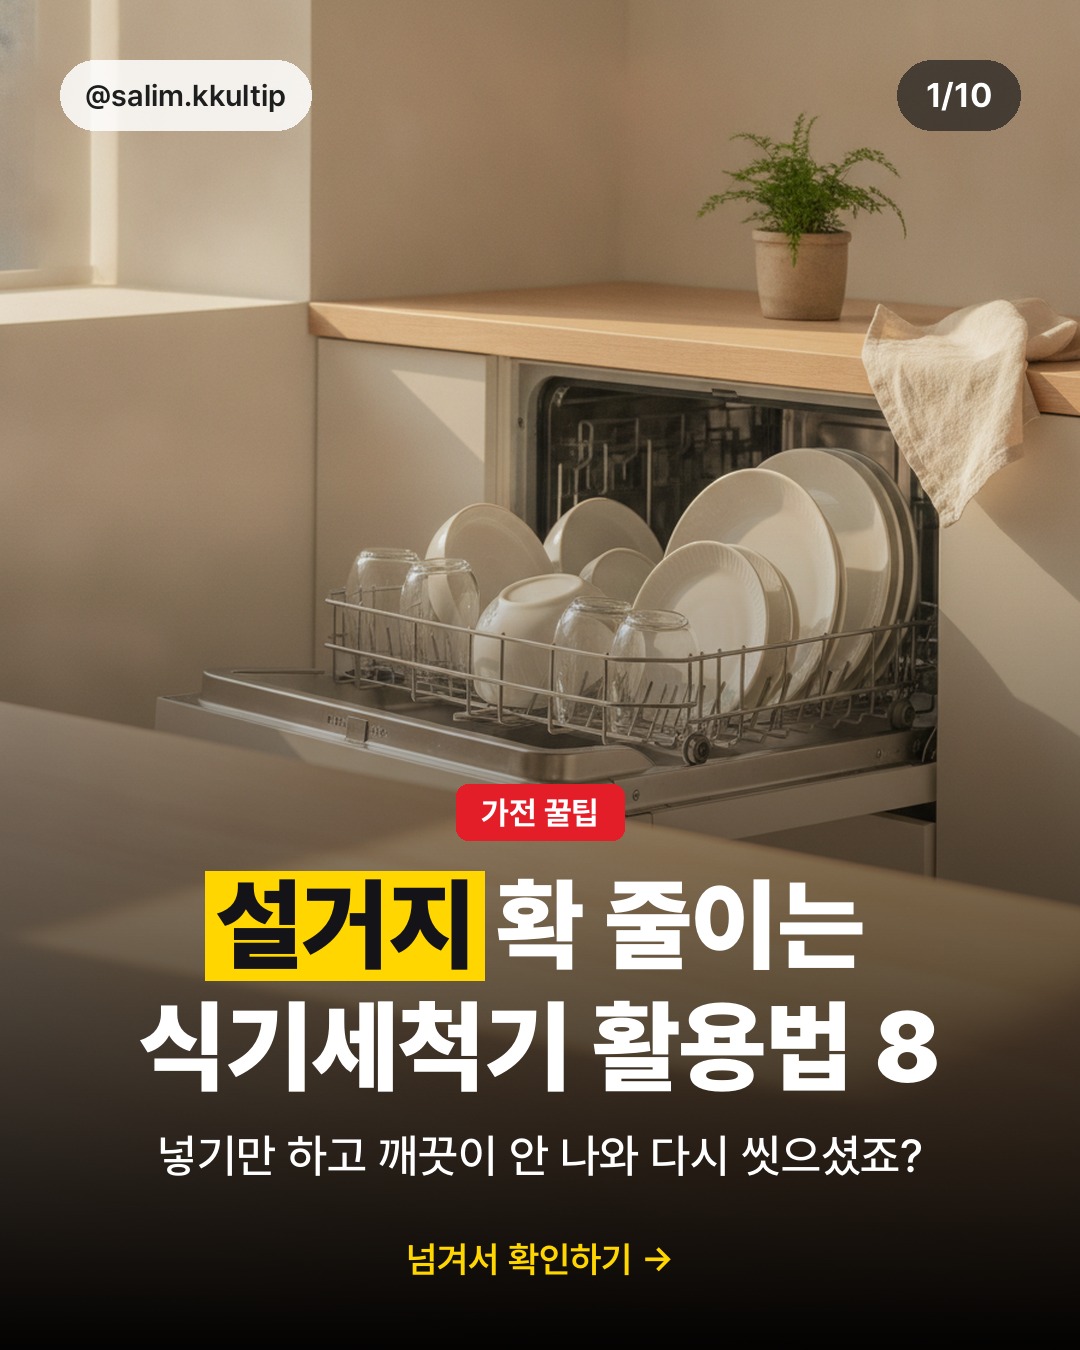 @salim.kkultip
1/10
가전 꿀팁
설거지 확 줄이는
식기세척기 활용법 8
넣기만 하고 깨끗이 안 나와 다시 씻으셨죠?
넘겨서 확인하기 →